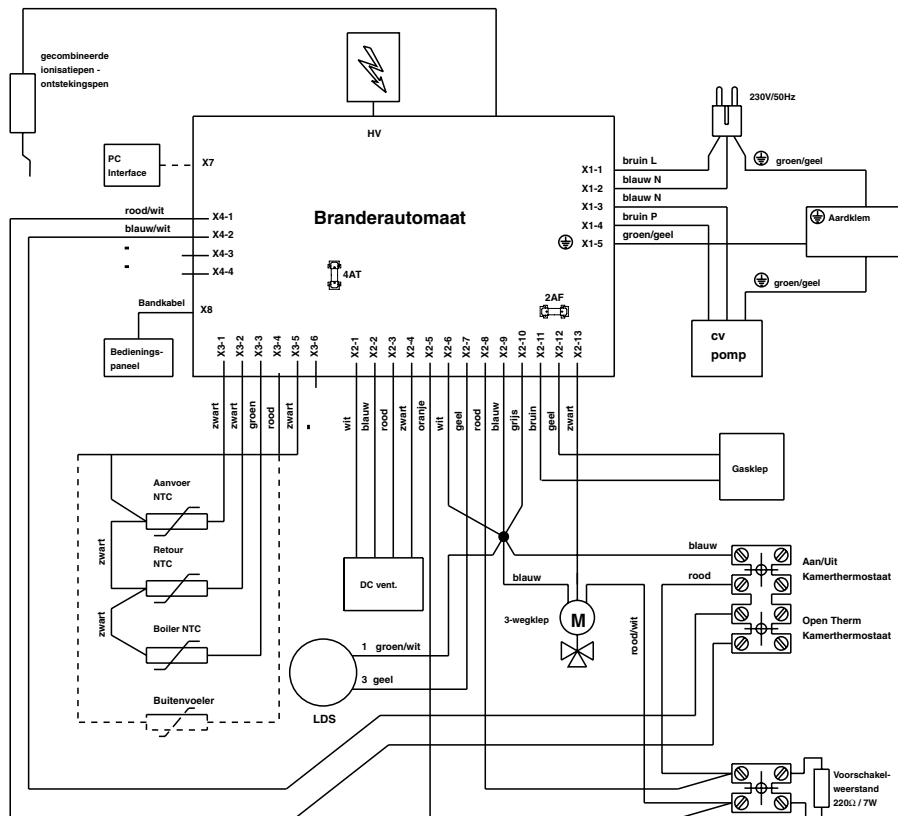 gecombineerde
ionisatiepen -
ontstekingspen
HV
230V/50Hz
PC
Interface
X7
Branderautomaat
X1-1
bruin L
X1-2
blauw N
X1-3
blauw N
X1-4
bruin P
X1-5
groen/geel
groen/geel
Aardklem
groen/geel
cv
pomp
rood/wit
X4-1
blauw/wit
X4-2
X4-3
X4-4
4AT
2AF
Bandkabel
X8
Bedienings-
paneel
X3-1
X3-2
X3-3
X3-4
X3-5
X3-6
X2-1
X2-2
X2-3
X2-4
X2-5
X2-6
X2-7
X2-8
X2-9
X2-10
X2-11
X2-12
X2-13
zwart
zwart
groen
rood
zwart
wit
blauw
rood
zwart
oranje
wit
geel
rood
blauw
grijs
bruin
geel
zwart
Gasklep
Aanvoer
NTC
zwart
Retour
NTC
zwart
Boiler NTC
Buitenvoeler
DC vent.
1 groen/wit
3 geel
LDS
blauw
3-wegklep
M
rood/wit
blauw
rood
Aan/Uit
Kamerthermostaat
Open Therm
Kamerthermostaat
Voorschakel-
weerstand
220Ω / 7W